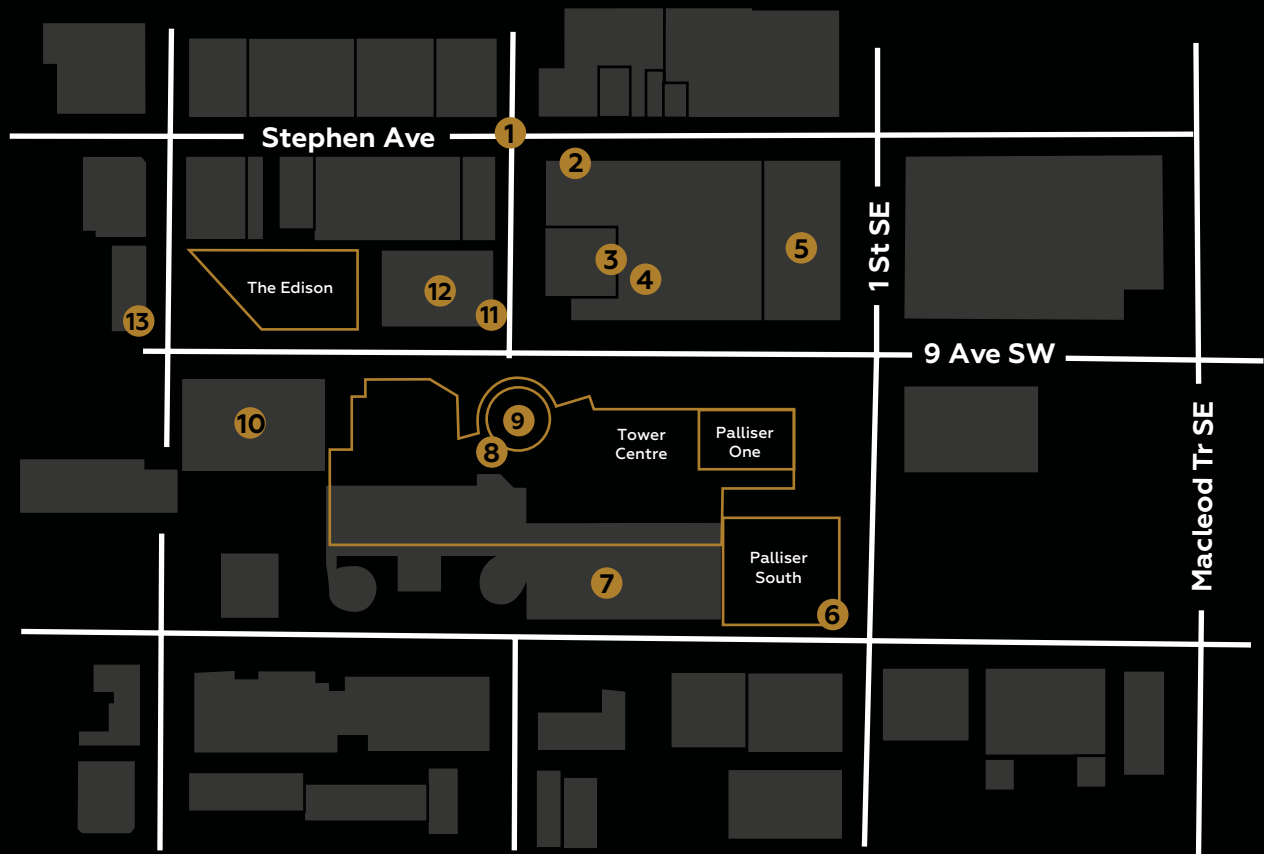 1
Stephen Ave
2
1 St SE
5
3
4
The Edison
12
11
13
9 Ave SW
10
9
Tower
Centre
Palliser
One
8
Macleod Tr SE
Palliser
South
7
6